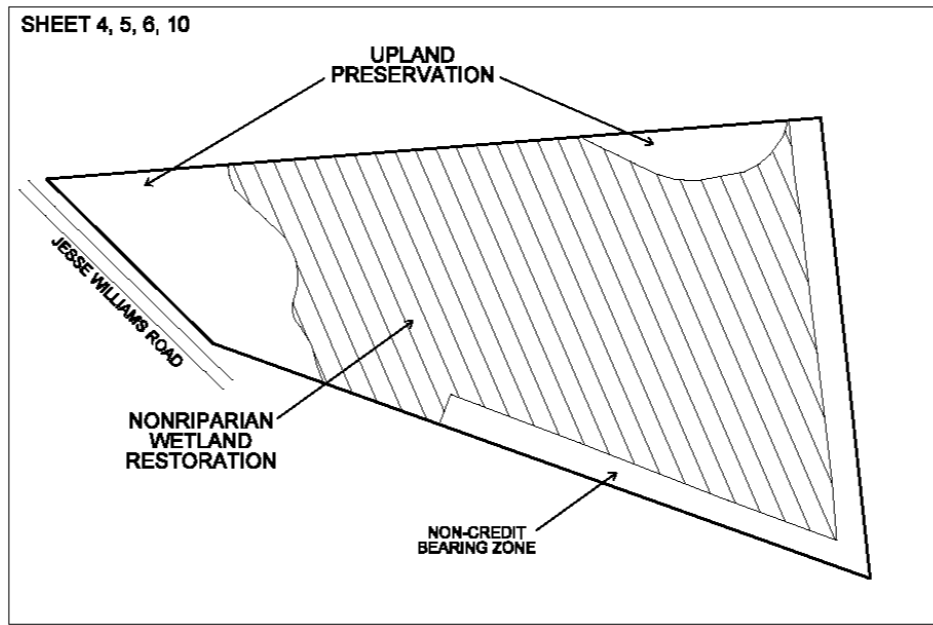 SHEET 4, 5, 6, 10
UPLAND
PRESERVATION
JESSE WILLIAMS ROAD
NONRIPARIAN
WETLAND
RESTORATION
NON-CREDIT
BEARING ZONE